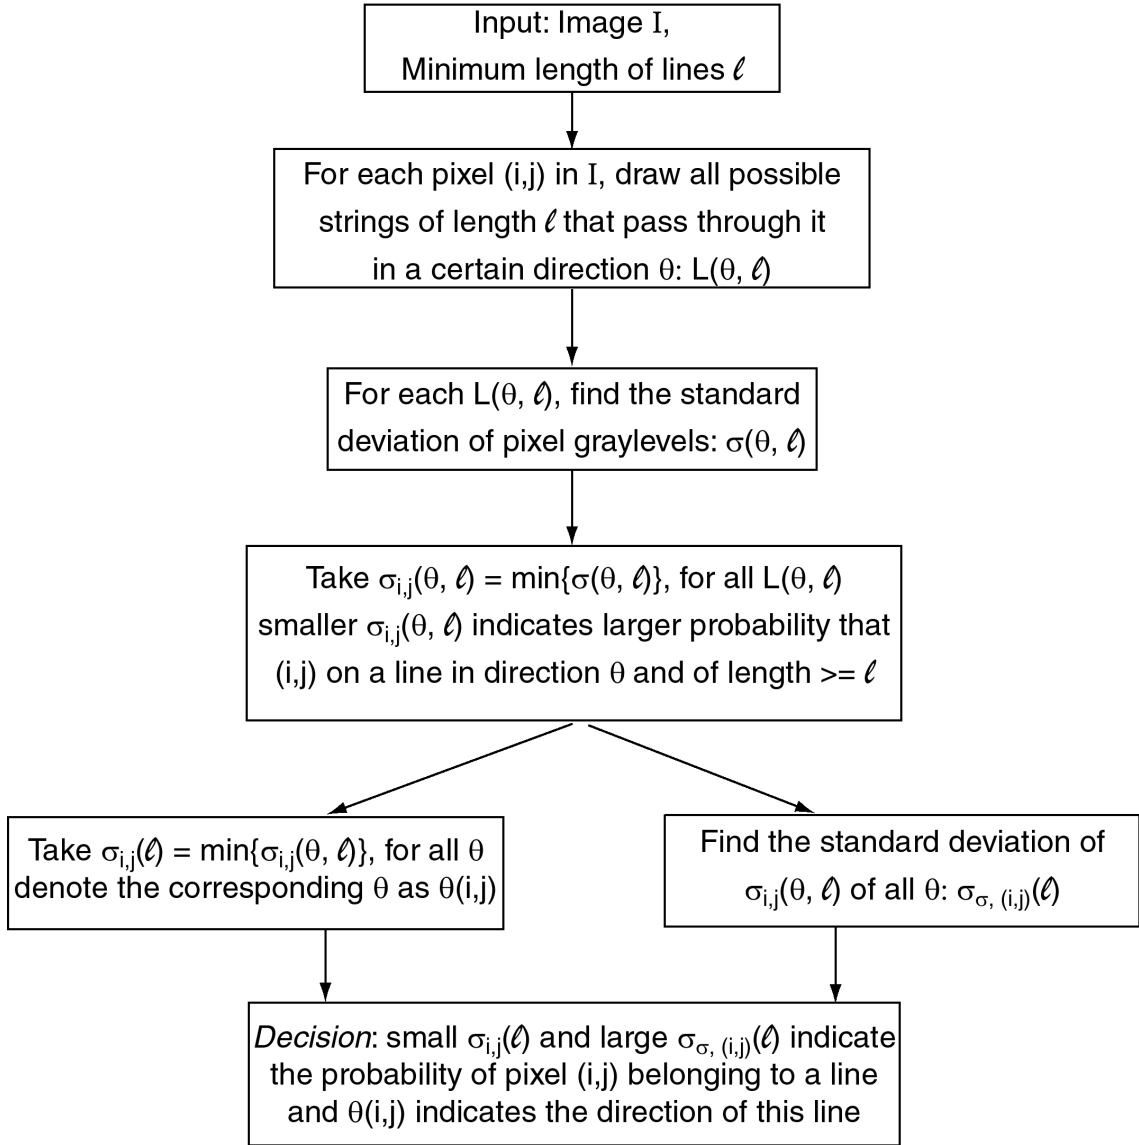 Input: Image I,
Minimum length of lines ℓ
For each pixel (i,j) in I, draw all possible
strings of length ℓ that pass through it
in a certain direction θ: L(θ, ℓ)
For each L(θ, ℓ), find the standard
deviation of pixel graylevels: σ(θ, ℓ)
Take σi,j(θ, ℓ) = min{σ(θ, ℓ)}, for all L(θ, ℓ)
smaller σi,j(θ, ℓ) indicates larger probability that
(i,j) on a line in direction θ and of length >= ℓ
Take σi,j(ℓ) = min{σi,j(θ, ℓ)}, for all θ
denote the corresponding θ as θ(i,j)
Find the standard deviation of
σi,j(θ, ℓ) of all θ: σσ, (i,j)(ℓ)
Decision: small σi,j(ℓ) and large σσ, (i,j)(ℓ) indicate
the probability of pixel (i,j) belonging to a line
and θ(i,j) indicates the direction of this line